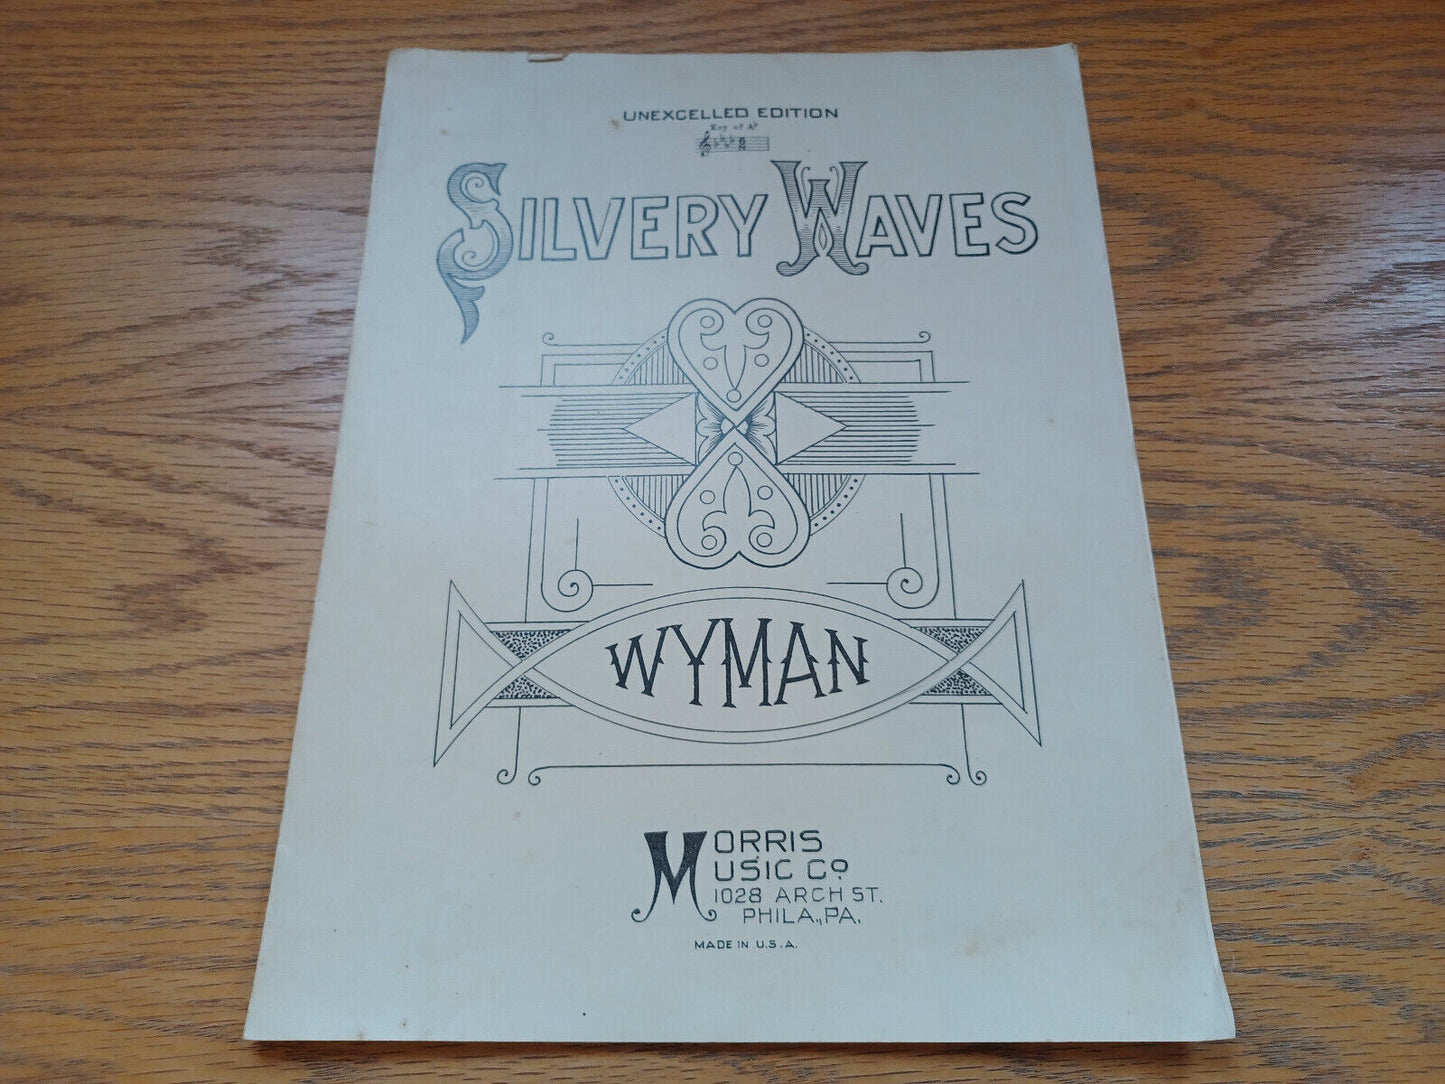 UNEXCELLED EDITION
Key of A♭
SILVERY WAVES
WYMAN
MORRIS
MUSIC Co
1028 ARCH ST.
PHILA., PA.
MADE IN U.S.A.